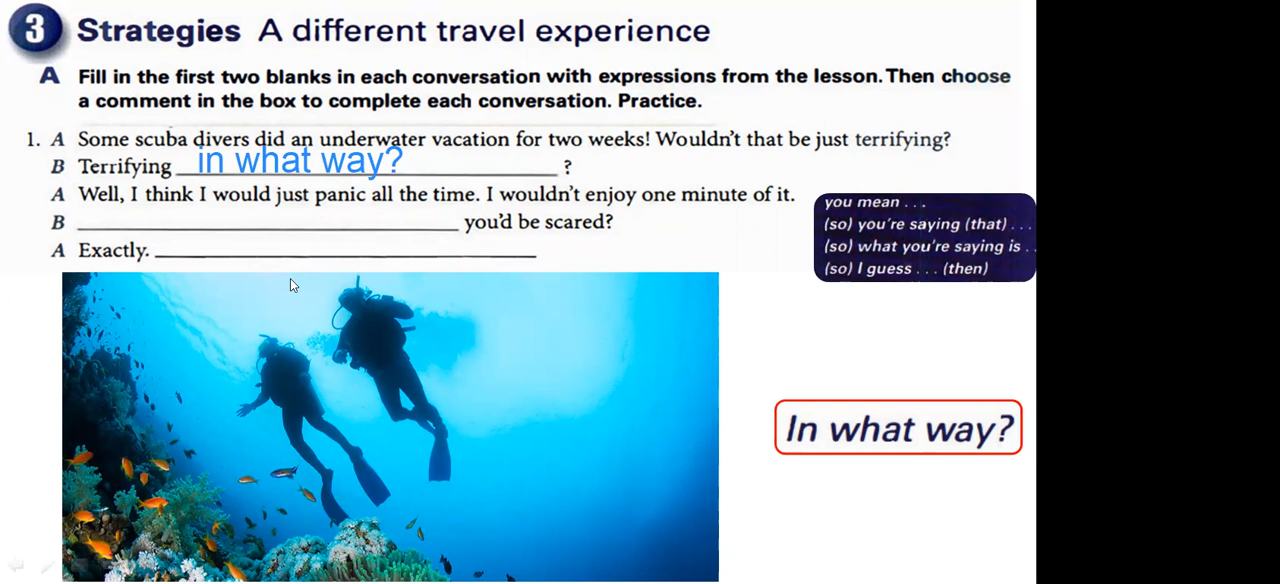 3 Strategies A different travel experience
A Fill in the first two blanks in each conversation with expressions from the lesson. Then choose
a comment in the box to complete each conversation. Practice.
1. A Some scuba divers did an underwater vacation for two weeks! Wouldn't that be just terrifying?
B Terrifying in what way? ?
A Well, I think I would just panic all the time. I wouldn't enjoy one minute of it.
B you'd be scared?
A Exactly.
you mean . . .
(so) you're saying (that) . . .
(so) what you're saying is . .
(so) I guess . . . (then)
In what way?